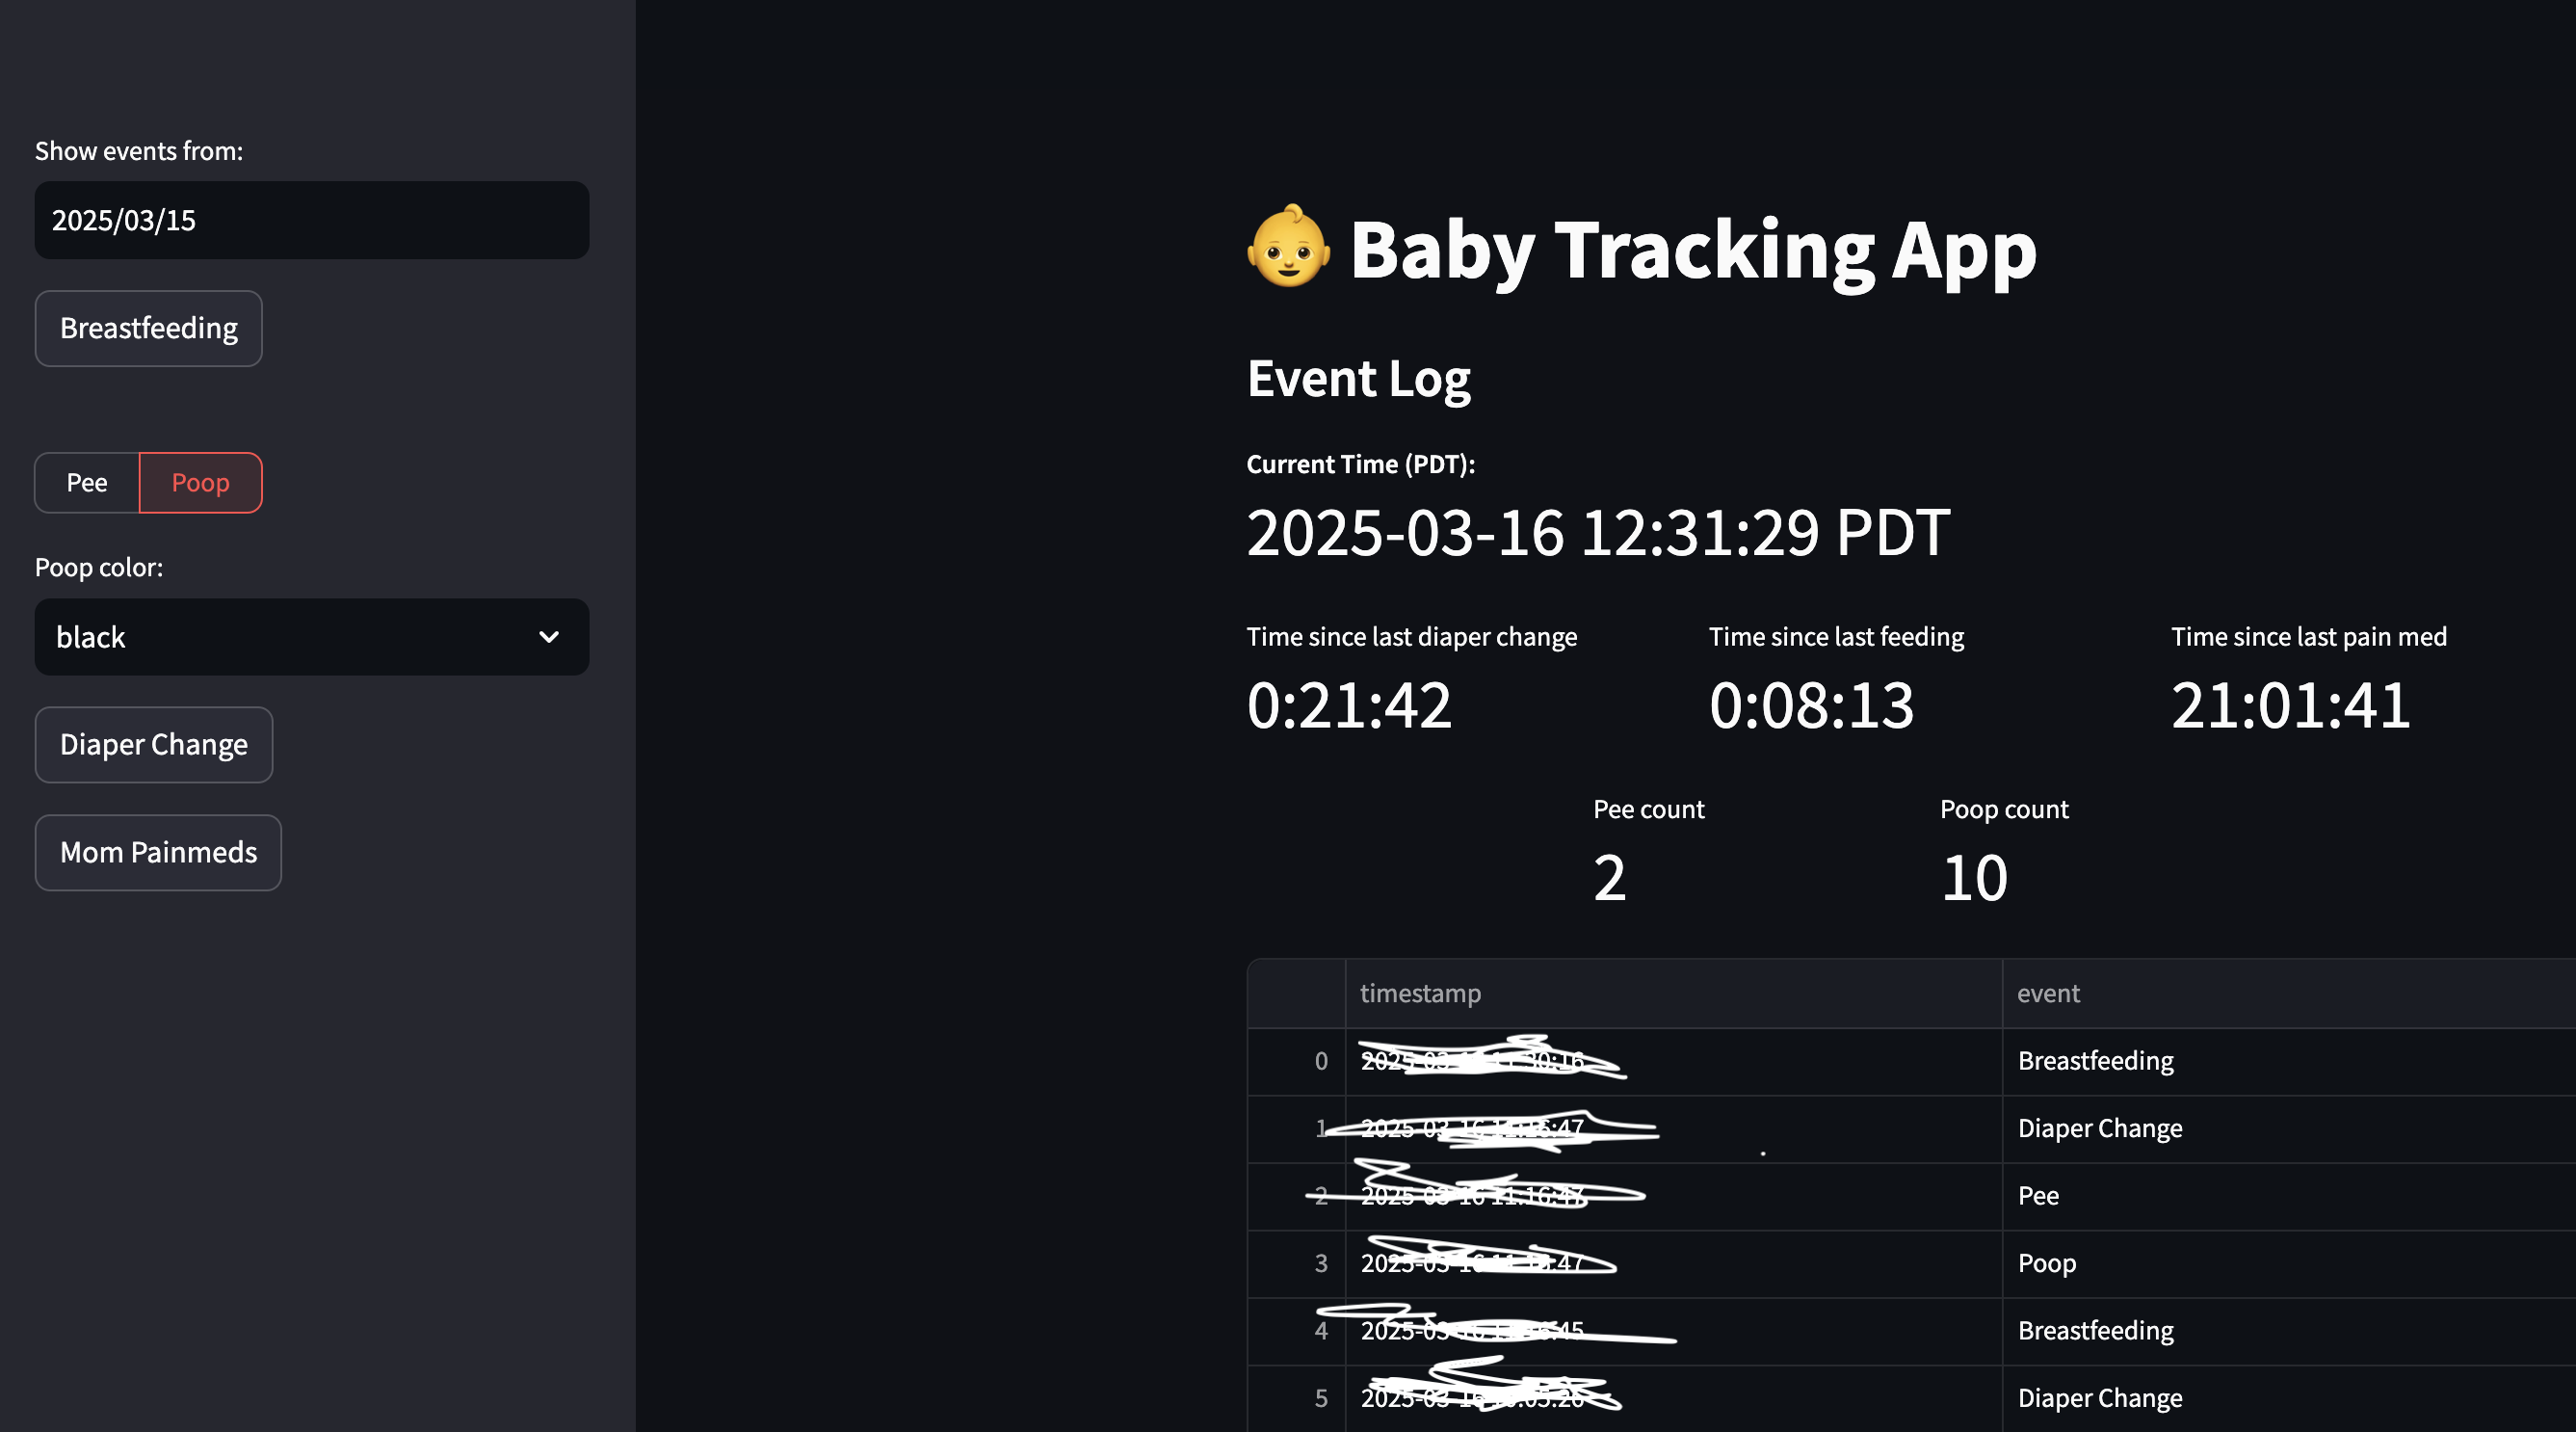 Show events from:
2025/03/15
Breastfeeding
Pee Poop
Poop color:
black
Diaper Change
Mom Painmeds
👶 Baby Tracking App
Event Log
Current Time (PDT):
2025-03-16 12:31:29 PDT
Time since last diaper change Time since last feeding Time since last pain med
0:21:42 0:08:13 21:01:41
Pee count Poop count
2 10
timestamp event
0 Breastfeeding
1 Diaper Change
2 Pee
3 Poop
4 Breastfeeding
5 Diaper Change